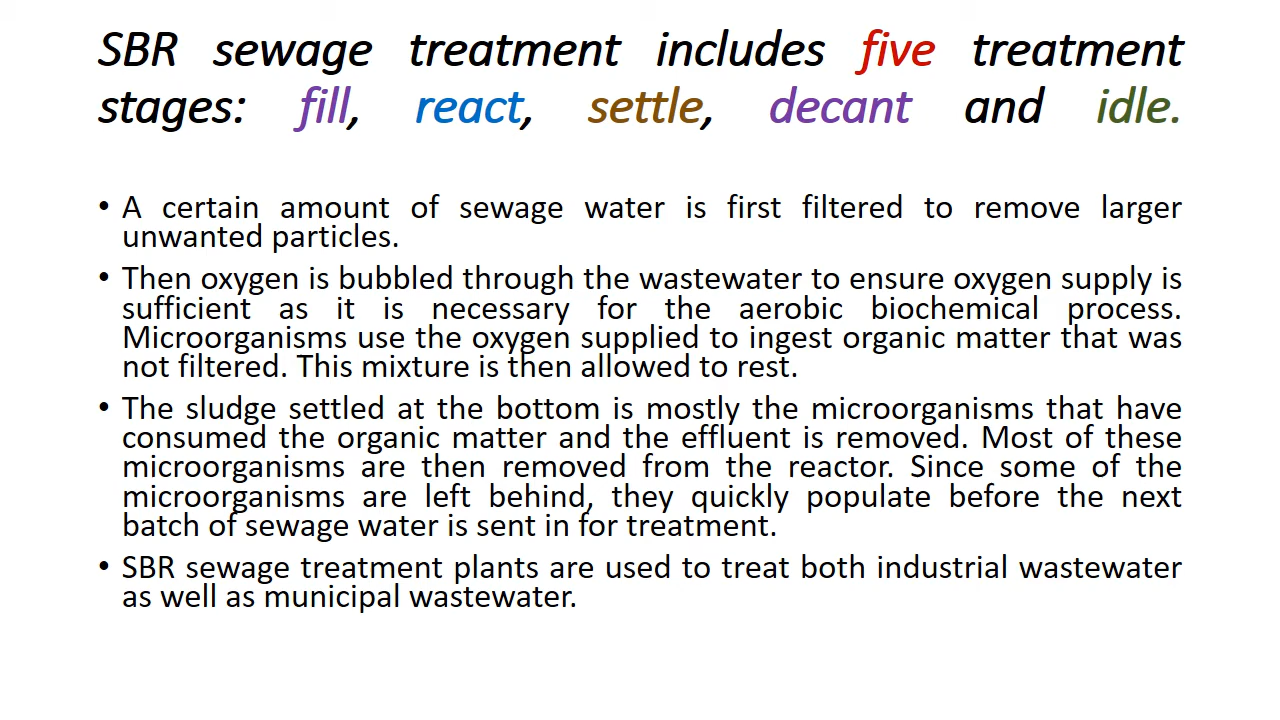 SBR sewage treatment includes five treatment
stages: fill, react, settle, decant and idle.
• A certain amount of sewage water is first filtered to remove larger
unwanted particles.
• Then oxygen is bubbled through the wastewater to ensure oxygen supply is
sufficient as it is necessary for the aerobic biochemical process.
Microorganisms use the oxygen supplied to ingest organic matter that was
not filtered. This mixture is then allowed to rest.
• The sludge settled at the bottom is mostly the microorganisms that have
consumed the organic matter and the effluent is removed. Most of these
microorganisms are then removed from the reactor. Since some of the
microorganisms are left behind, they quickly populate before the next
batch of sewage water is sent in for treatment.
• SBR sewage treatment plants are used to treat both industrial wastewater
as well as municipal wastewater.